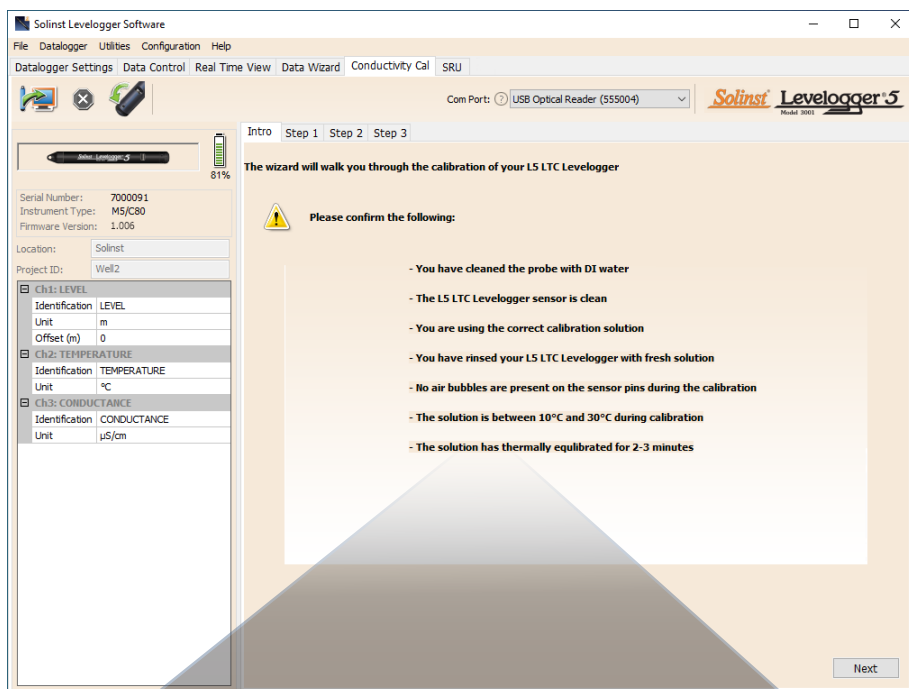 Solinst Levelogger Software
File Datalogger Utilities Configuration Help
Datalogger Settings Data Control Real Time View Data Wizard Conductivity Cal SRU
Com Port: ? USB Optical Reader (555004)
Solinst Levelogger 5
Model 3001
Intro Step 1 Step 2 Step 3
Solinst Levelogger 5
81%
Serial Number: 7000091
Instrument Type: M5/C80
Firmware Version: 1.006
Location: Solinst
Project ID: Well2
Ch1: LEVEL
Identification LEVEL
Unit m
Offset (m) 0
Ch2: TEMPERATURE
Identification TEMPERATURE
Unit °C
Ch3: CONDUCTANCE
Identification CONDUCTANCE
Unit µS/cm
The wizard will walk you through the calibration of your L5 LTC Levelogger
Please confirm the following:
- You have cleaned the probe with DI water
- The L5 LTC Levelogger sensor is clean
- You are using the correct calibration solution
- You have rinsed your L5 LTC Levelogger with fresh solution
- No air bubbles are present on the sensor pins during the calibration
- The solution is between 10°C and 30°C during calibration
- The solution has thermally equlibrated for 2-3 minutes
Next